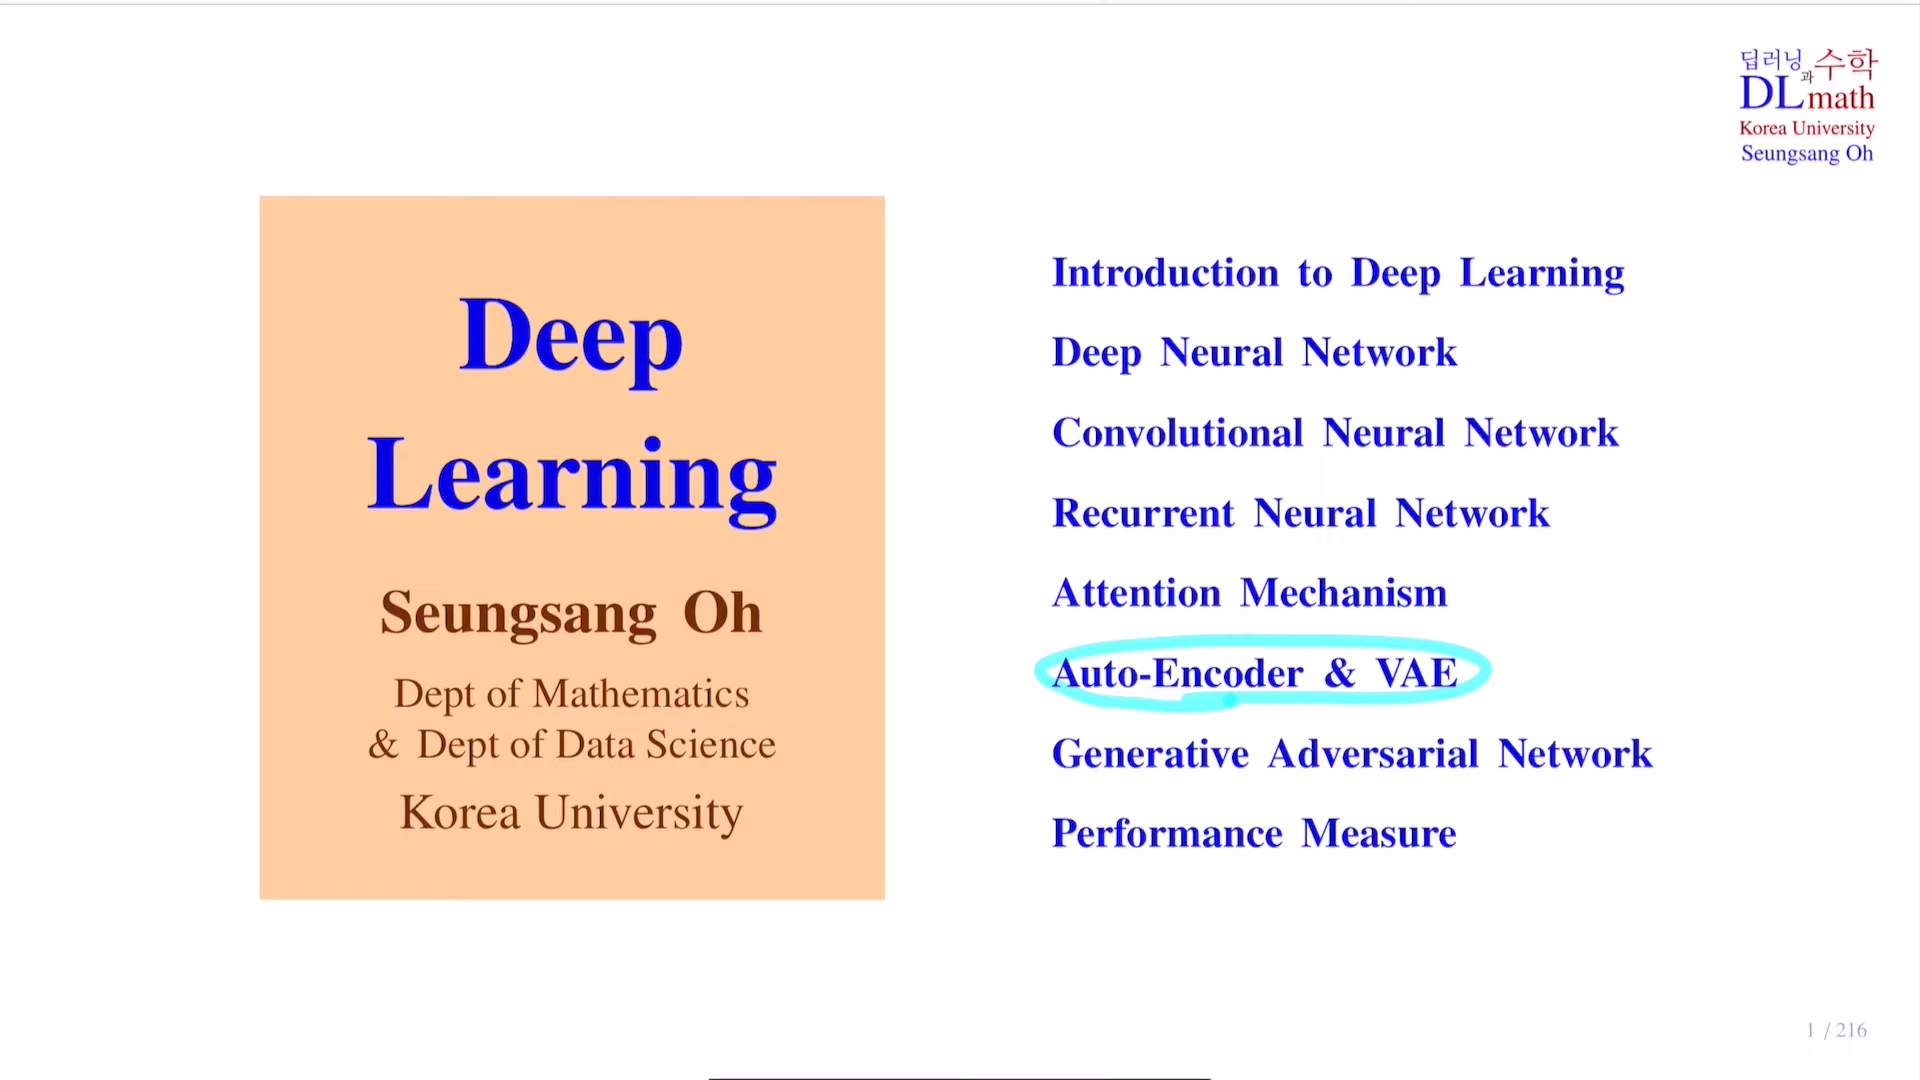 딥러닝과수학
DLmath
Korea University
Seungsang Oh
Deep
Learning
Seungsang Oh
Dept of Mathematics
& Dept of Data Science
Korea University
Introduction to Deep Learning
Deep Neural Network
Convolutional Neural Network
Recurrent Neural Network
Attention Mechanism
Auto-Encoder & VAE
Generative Adversarial Network
Performance Measure
1 / 216